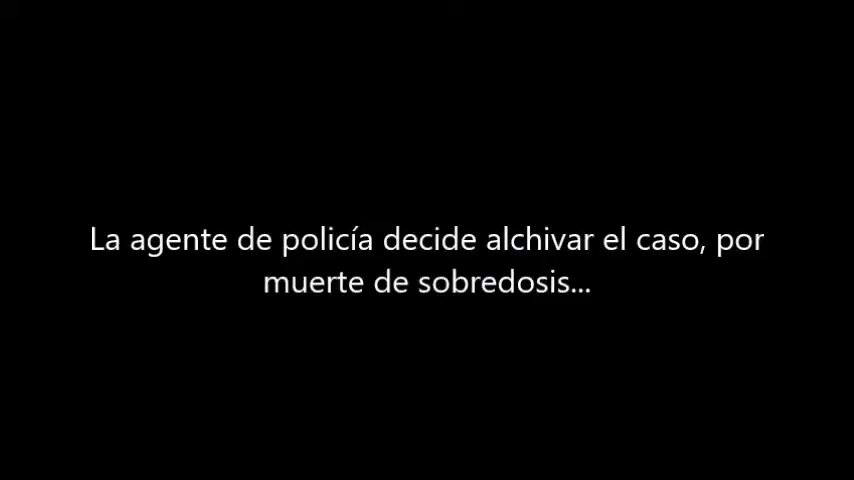 La agente de policía decide alchivar el caso, por
muerte de sobredosis...